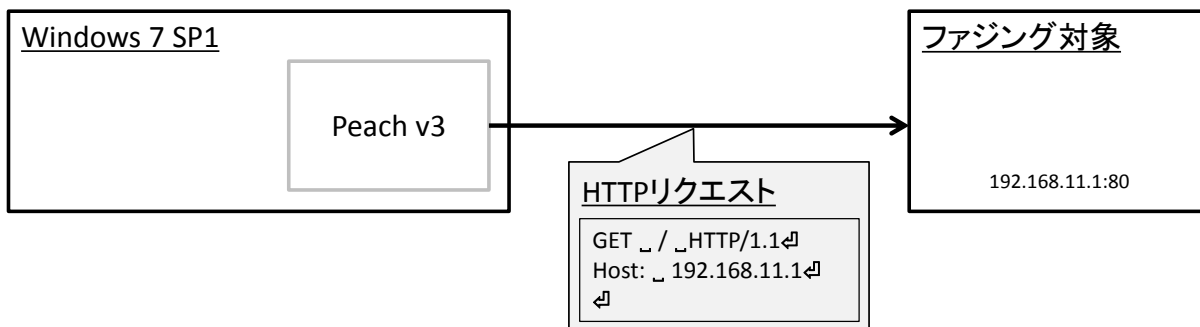 Windows 7 SP1
Peach v3
ファジング対象
192.168.11.1:80
HTTPリクエスト
GET ␣ / ␣HTTP/1.1⏎
Host: ␣ 192.168.11.1⏎
⏎